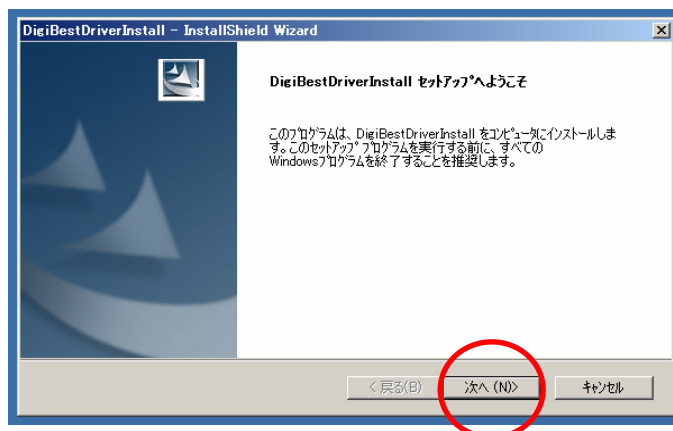 DigiBestDriverInstall - InstallShield Wizard
DigiBestDriverInstall ｾｯﾄｱｯﾌﾟへようこそ
このﾌﾟﾛｸﾞﾗﾑは、DigiBestDriverInstall をｺﾝﾋﾟｭｰﾀにｲﾝｽﾄｰﾙしま
す。このｾｯﾄｱｯﾌﾟ ﾌﾟﾛｸﾞﾗﾑを実行する前に、すべての
Windowsﾌﾟﾛｸﾞﾗﾑを終了することを推奨します。
< 戻る(B) 次へ (N)> ｷｬﾝｾﾙ